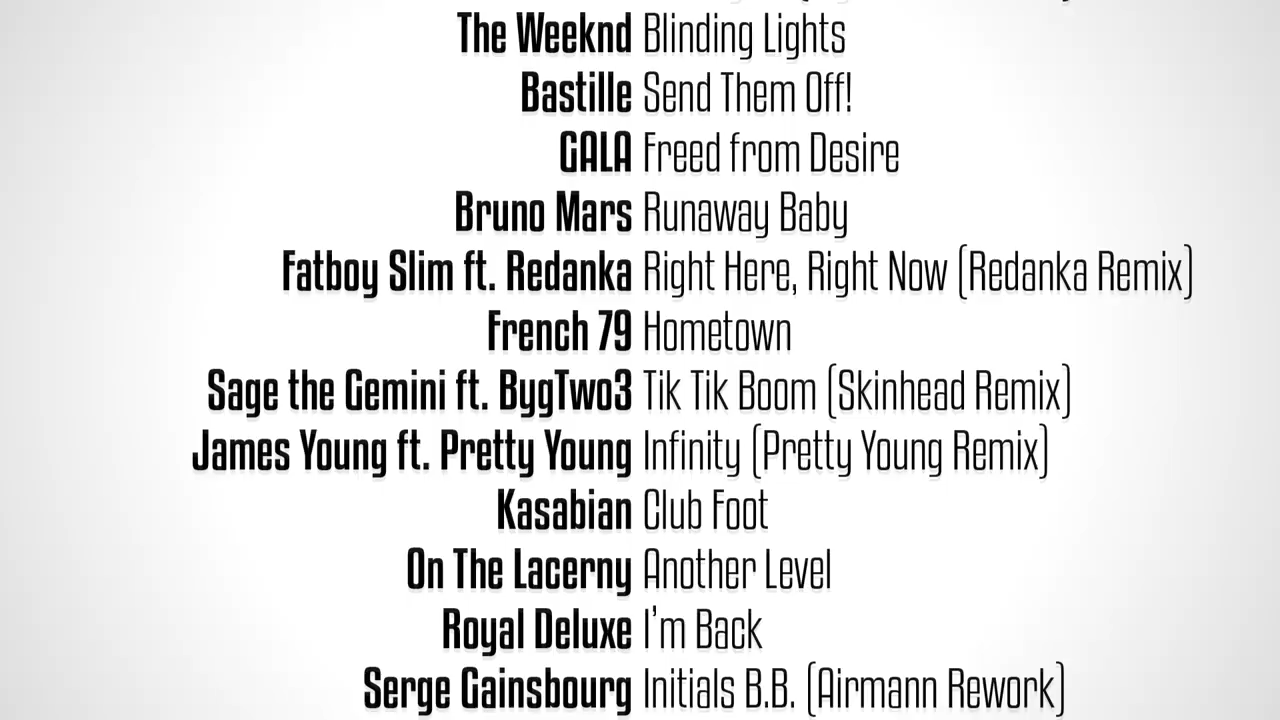 The Weeknd Blinding Lights
Bastille Send Them Off!
GALA Freed from Desire
Bruno Mars Runaway Baby
Fatboy Slim ft. Redanka Right Here, Right Now (Redanka Remix)
French 79 Hometown
Sage the Gemini ft. BygTwo3 Tik Tik Boom (Skinhead Remix)
James Young ft. Pretty Young Infinity (Pretty Young Remix)
Kasabian Club Foot
On The Lacerny Another Level
Royal Deluxe I'm Back
Serge Gainsbourg Initials B.B. (Airmann Rework)